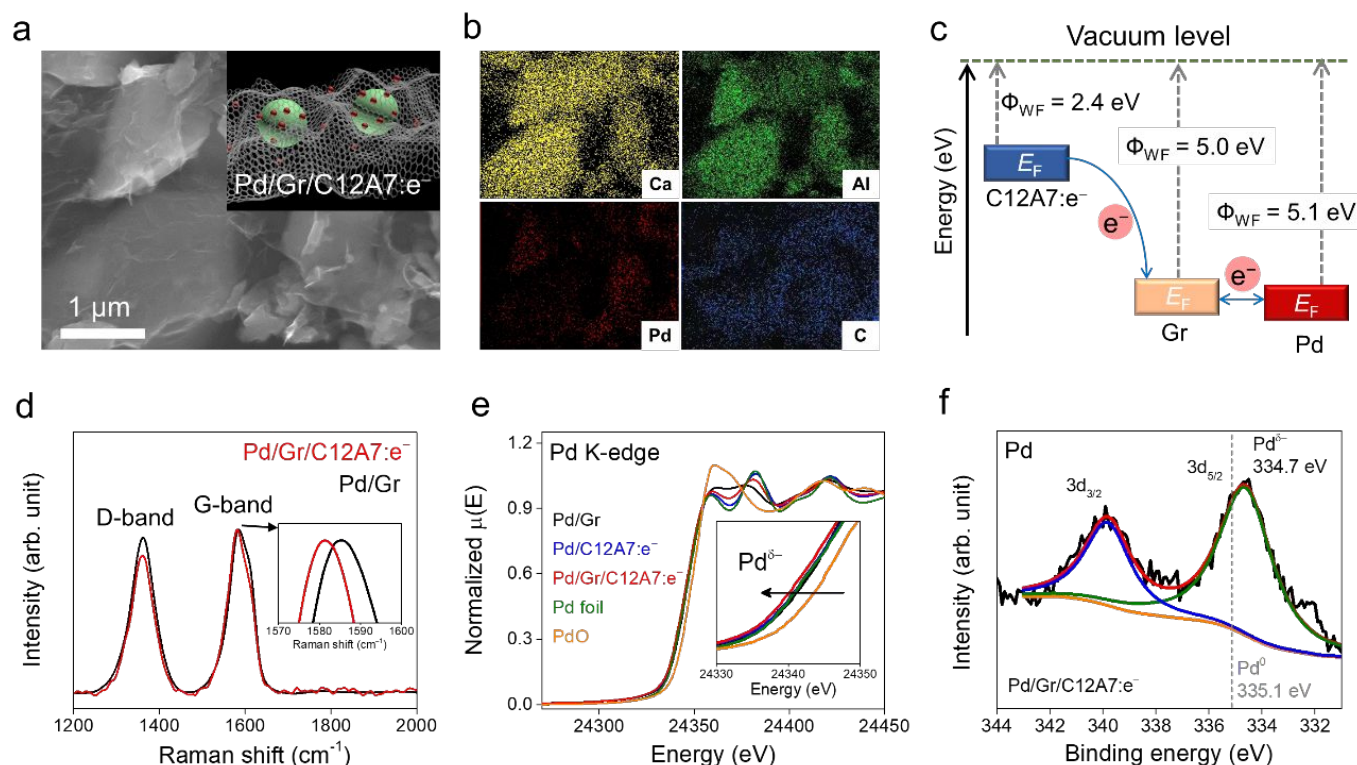 a
Pd/Gr/C12A7:e⁻
1 μm
b
Ca
Al
Pd
C
c
Vacuum level
Energy (eV)
Φ_WF = 2.4 eV
E_F
C12A7:e⁻
e⁻
Φ_WF = 5.0 eV
E_F
Gr
e⁻
Φ_WF = 5.1 eV
E_F
Pd
d
Pd/Gr/C12A7:e⁻
Pd/Gr
D-band
G-band
1570 1580 1590 1600
Raman shift (cm⁻¹)
Intensity (arb. unit)
1200 1400 1600 1800 2000
Raman shift (cm⁻¹)
e
Pd K-edge
Normalized μ(E)
1.2
0.9
0.6
0.3
0.0
Pd/Gr
Pd/C12A7:e⁻
Pd/Gr/C12A7:e⁻
Pd foil
PdO
Pd^δ−
24330 24340 24350
Energy (eV)
24300 24350 24400 24450
Energy (eV)
f
Pd
3d₃/₂
3d₅/₂
Pd^δ−
334.7 eV
Pd⁰
335.1 eV
Pd/Gr/C12A7:e⁻
Intensity (arb. unit)
344 342 340 338 336 334 332
Binding energy (eV)